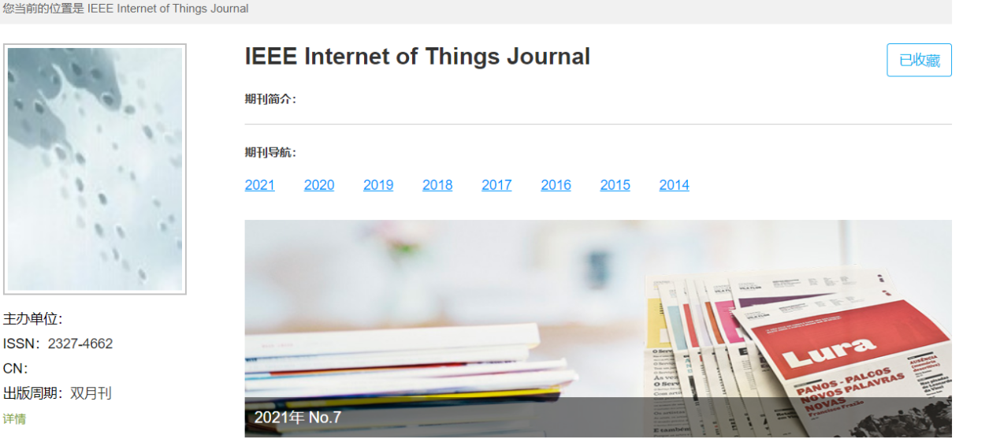 您当前的位置是 IEEE Internet of Things Journal
IEEE Internet of Things Journal
已收藏
期刊简介：
期刊导航：
2021 2020 2019 2018 2017 2016 2015 2014
主办单位：
ISSN：2327-4662
CN：
出版周期：双月刊
详情
Lura
AUSÊNCIA
PANOS - PALCOS
NOVOS PALAVRAS
NOVAS
Francisco Frazão
2021年 No.7